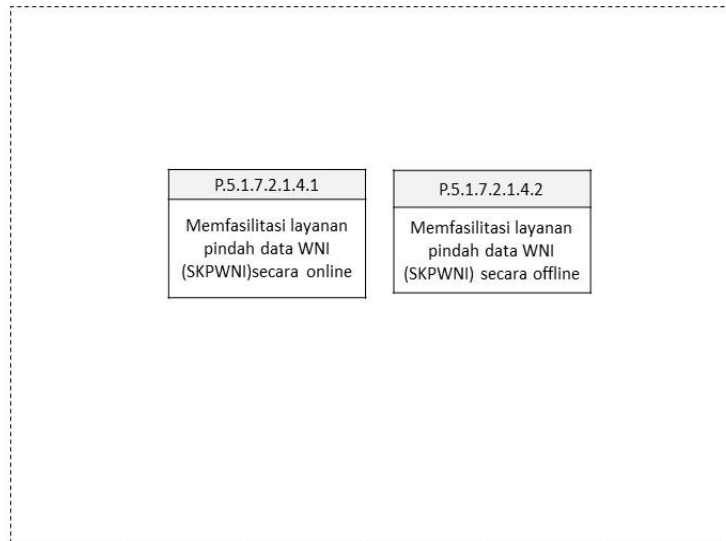 P.5.1.7.2.1.4.1
Memfasilitasi layanan
pindah data WNI
(SKPWNI)secara online
P.5.1.7.2.1.4.2
Memfasilitasi layanan
pindah data WNI
(SKPWNI) secara offline